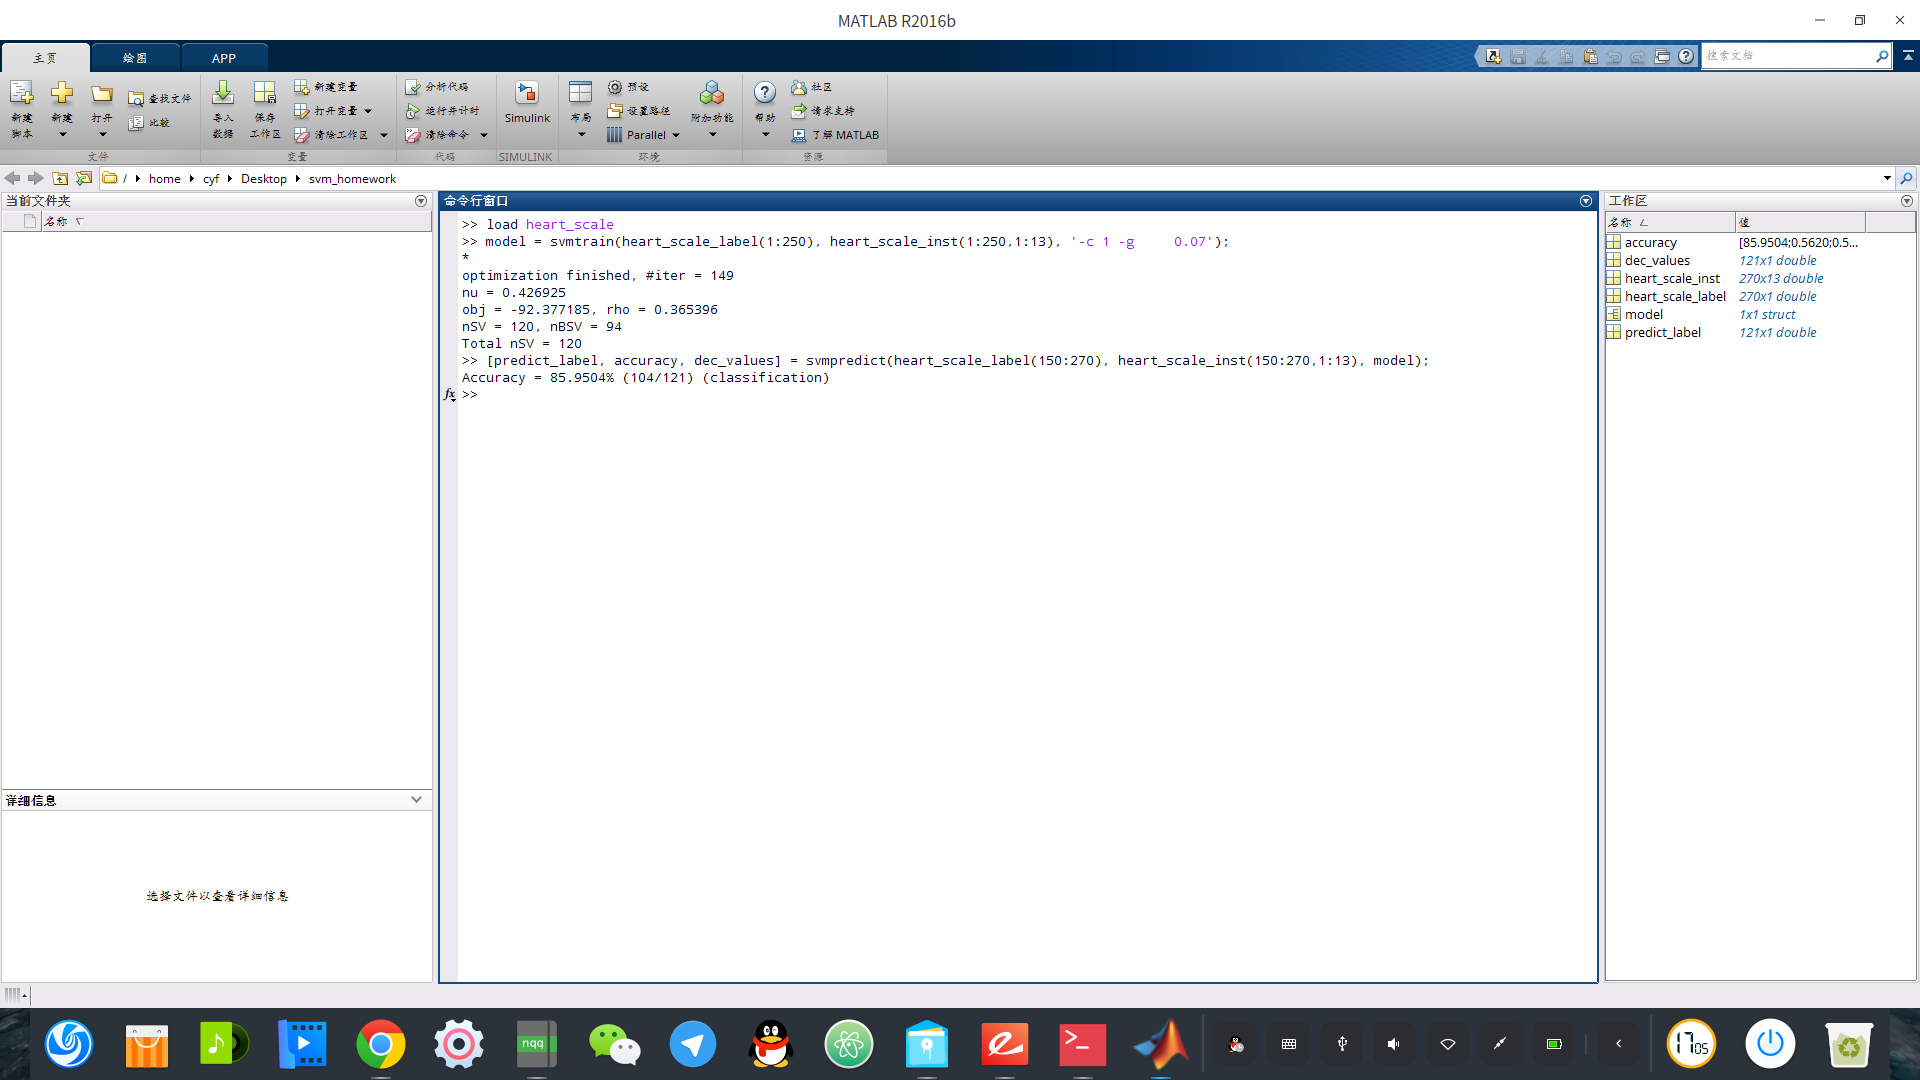 MATLAB R2016b
主页
绘图
APP
搜索文档
新建
脚本
新建
打开
查找文件
比较
导入
数据
保存
工作区
新建变量
打开变量
清除工作区
分析代码
运行并计时
清除命令
Simulink
布局
预设
设置路径
Parallel
附加功能
帮助
社区
请求支持
了解 MATLAB
文件
变量
代码
SIMULINK
环境
资源
/ home cyf Desktop svm_homework
当前文件夹
名称
命令行窗口
>> load heart_scale
>> model = svmtrain(heart_scale_label(1:250), heart_scale_inst(1:250,1:13), '-c 1 -g     0.07');
*
optimization finished, #iter = 149
nu = 0.426925
obj = -92.377185, rho = 0.365396
nSV = 120, nBSV = 94
Total nSV = 120
>> [predict_label, accuracy, dec_values] = svmpredict(heart_scale_label(150:270), heart_scale_inst(150:270,1:13), model);
Accuracy = 85.9504% (104/121) (classification)
fx >>
工作区
名称 值
accuracy [85.9504;0.5620;0.5...
dec_values 121x1 double
heart_scale_inst 270x13 double
heart_scale_label 270x1 double
model 1x1 struct
predict_label 121x1 double
详细信息
选择文件以查看详细信息
nqq
17 05